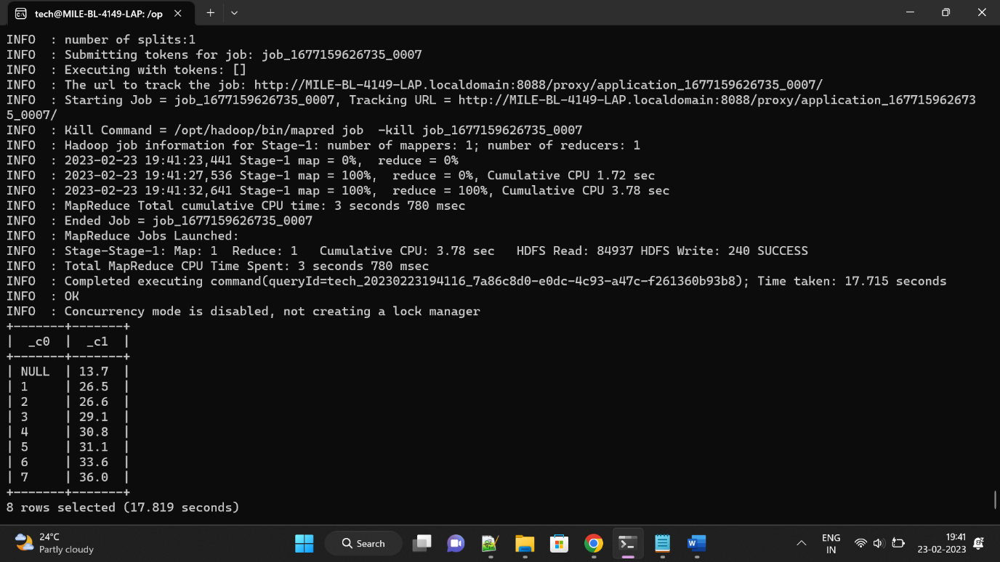 tech@MILE-BL-4149-LAP: /op
INFO  : number of splits:1
INFO  : Submitting tokens for job: job_1677159626735_0007
INFO  : Executing with tokens: []
INFO  : The url to track the job: http://MILE-BL-4149-LAP.localdomain:8088/proxy/application_1677159626735_0007/
INFO  : Starting Job = job_1677159626735_0007, Tracking URL = http://MILE-BL-4149-LAP.localdomain:8088/proxy/application_167715962673
5_0007/
INFO  : Kill Command = /opt/hadoop/bin/mapred job  -kill job_1677159626735_0007
INFO  : Hadoop job information for Stage-1: number of mappers: 1; number of reducers: 1
INFO  : 2023-02-23 19:41:23,441 Stage-1 map = 0%,  reduce = 0%
INFO  : 2023-02-23 19:41:27,536 Stage-1 map = 100%,  reduce = 0%, Cumulative CPU 1.72 sec
INFO  : 2023-02-23 19:41:32,641 Stage-1 map = 100%,  reduce = 100%, Cumulative CPU 3.78 sec
INFO  : MapReduce Total cumulative CPU time: 3 seconds 780 msec
INFO  : Ended Job = job_1677159626735_0007
INFO  : MapReduce Jobs Launched:
INFO  : Stage-Stage-1: Map: 1  Reduce: 1   Cumulative CPU: 3.78 sec   HDFS Read: 84937 HDFS Write: 240 SUCCESS
INFO  : Total MapReduce CPU Time Spent: 3 seconds 780 msec
INFO  : Completed executing command(queryId=tech_20230223194116_7a86c8d0-e0dc-4c93-a47c-f261360b93b8); Time taken: 17.715 seconds
INFO  : OK
INFO  : Concurrency mode is disabled, not creating a lock manager
+-------+-------+
|  _c0  |  _c1  |
+-------+-------+
| NULL  | 13.7  |
| 1     | 26.5  |
| 2     | 26.6  |
| 3     | 29.1  |
| 4     | 30.8  |
| 5     | 31.1  |
| 6     | 33.6  |
| 7     | 36.0  |
+-------+-------+
8 rows selected (17.819 seconds)
24°C
Partly cloudy
Search
ENG
IN
19:41
23-02-2023